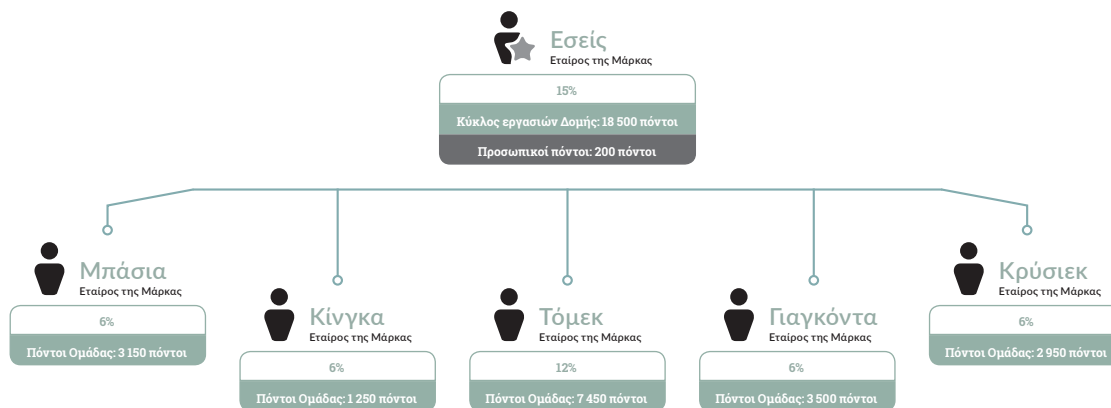 Εσείς
Εταίρος της Μάρκας
15%
Κύκλος εργασιών Δομής: 18 500 πόντοι
Προσωπικοί πόντοι: 200 πόντοι
Μπάσια
Εταίρος της Μάρκας
6%
Πόντοι Ομάδας: 3 150 πόντοι
Κίνγκα
Εταίρος της Μάρκας
6%
Πόντοι Ομάδας: 1 250 πόντοι
Τόμεκ
Εταίρος της Μάρκας
12%
Πόντοι Ομάδας: 7 450 πόντοι
Γιαγκόντα
Εταίρος της Μάρκας
6%
Πόντοι Ομάδας: 3 500 πόντοι
Κρύσιεκ
Εταίρος της Μάρκας
6%
Πόντοι Ομάδας: 2 950 πόντοι